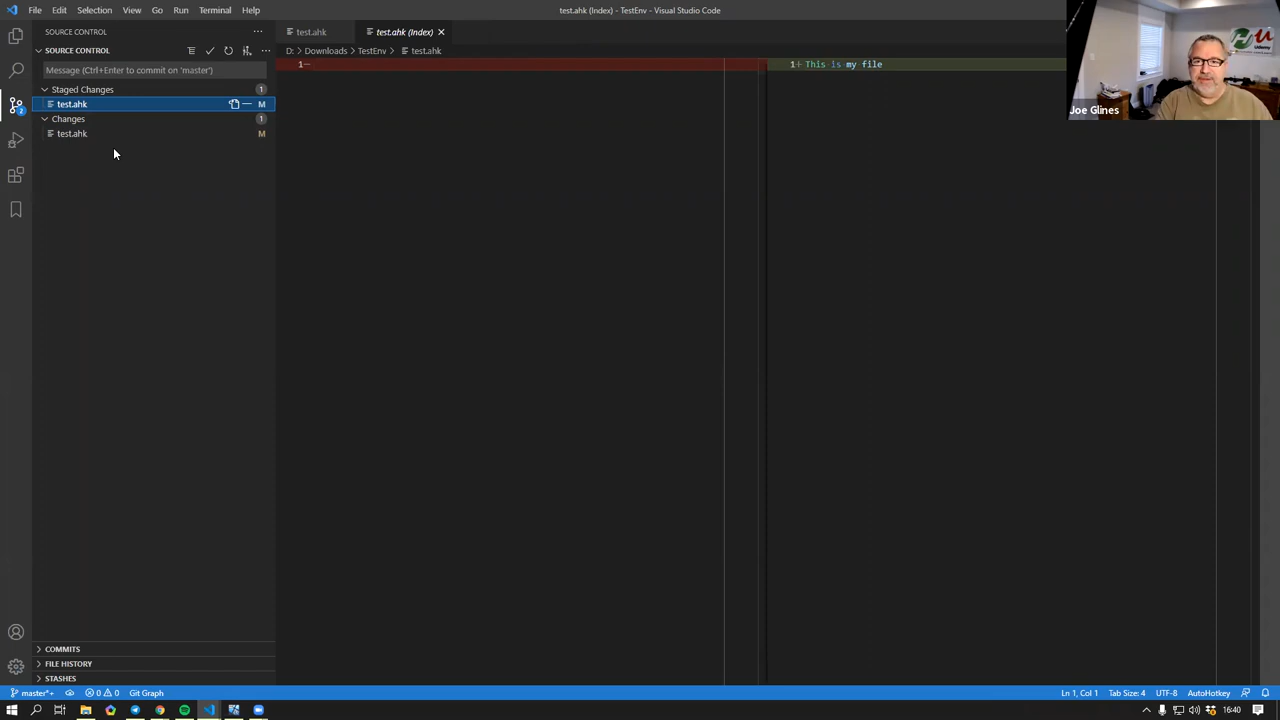 File Edit Selection View Go Run Terminal Help
test.ahk (Index) - TestEnv - Visual Studio Code
SOURCE CONTROL
test.ahk
test.ahk (Index)
SOURCE CONTROL
D: > Downloads > TestEnv > test.ahk
Message (Ctrl+Enter to commit on 'master')
1
1 This is my file
Staged Changes 1
test.ahk M
Changes 1
test.ahk M
2
Joe Glines
Udemy
COMMITS
FILE HISTORY
STASHES
master*+ 0 0 Git Graph
Ln 1, Col 1 Tab Size: 4 UTF-8 AutoHotkey
16:40